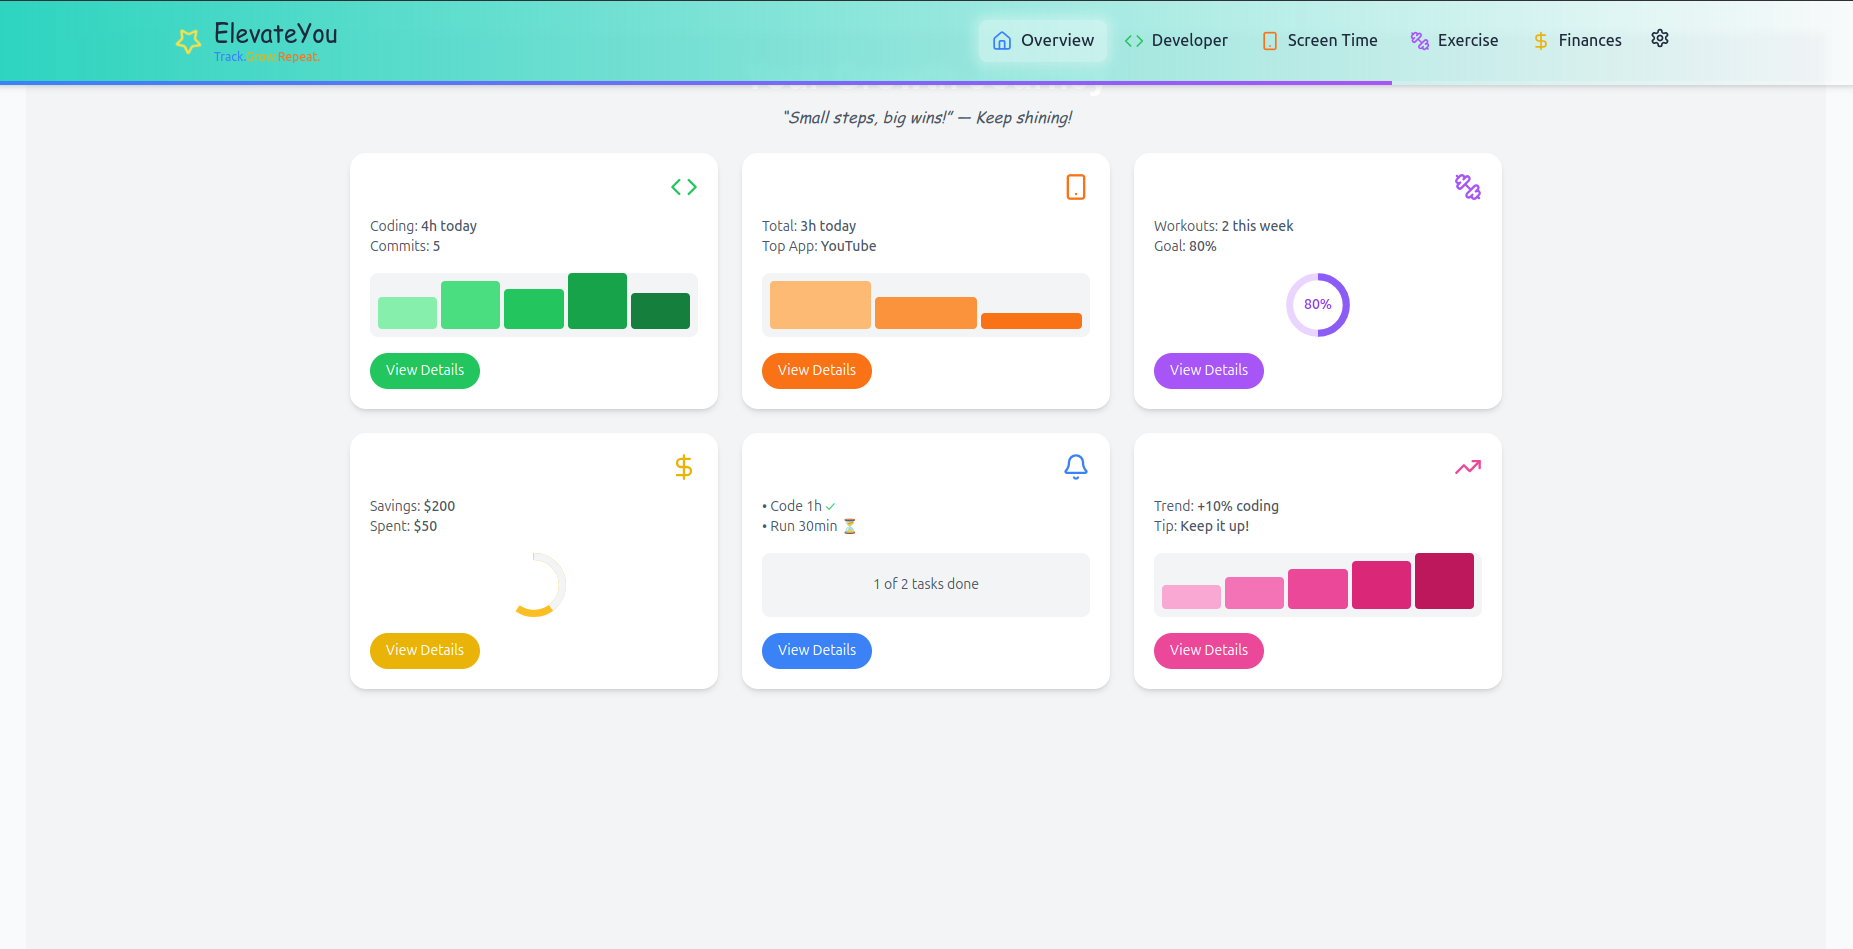 ElevateYou
Track.Grow.Repeat.
Overview
Developer
Screen Time
Exercise
Finances
"Small steps, big wins!" — Keep shining!
Coding: 4h today
Commits: 5
View Details
Total: 3h today
Top App: YouTube
View Details
Workouts: 2 this week
Goal: 80%
80%
View Details
Savings: $200
Spent: $50
View Details
• Code 1h ✓
• Run 30min ⏳
1 of 2 tasks done
View Details
Trend: +10% coding
Tip: Keep it up!
View Details